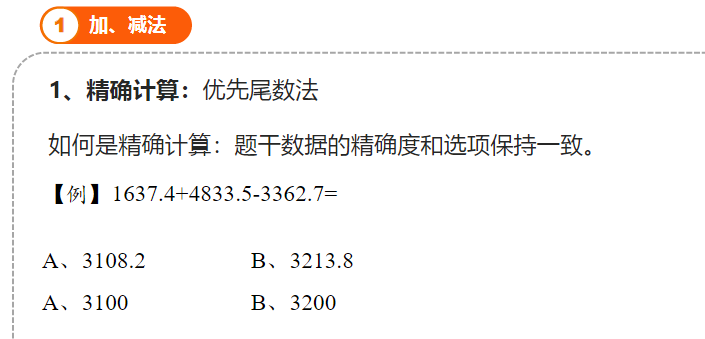 1 加、减法
1、精确计算：优先尾数法
如何是精确计算：题干数据的精确度和选项保持一致。
【例】1637.4+4833.5-3362.7=
A、3108.2 B、3213.8
A、3100 B、3200